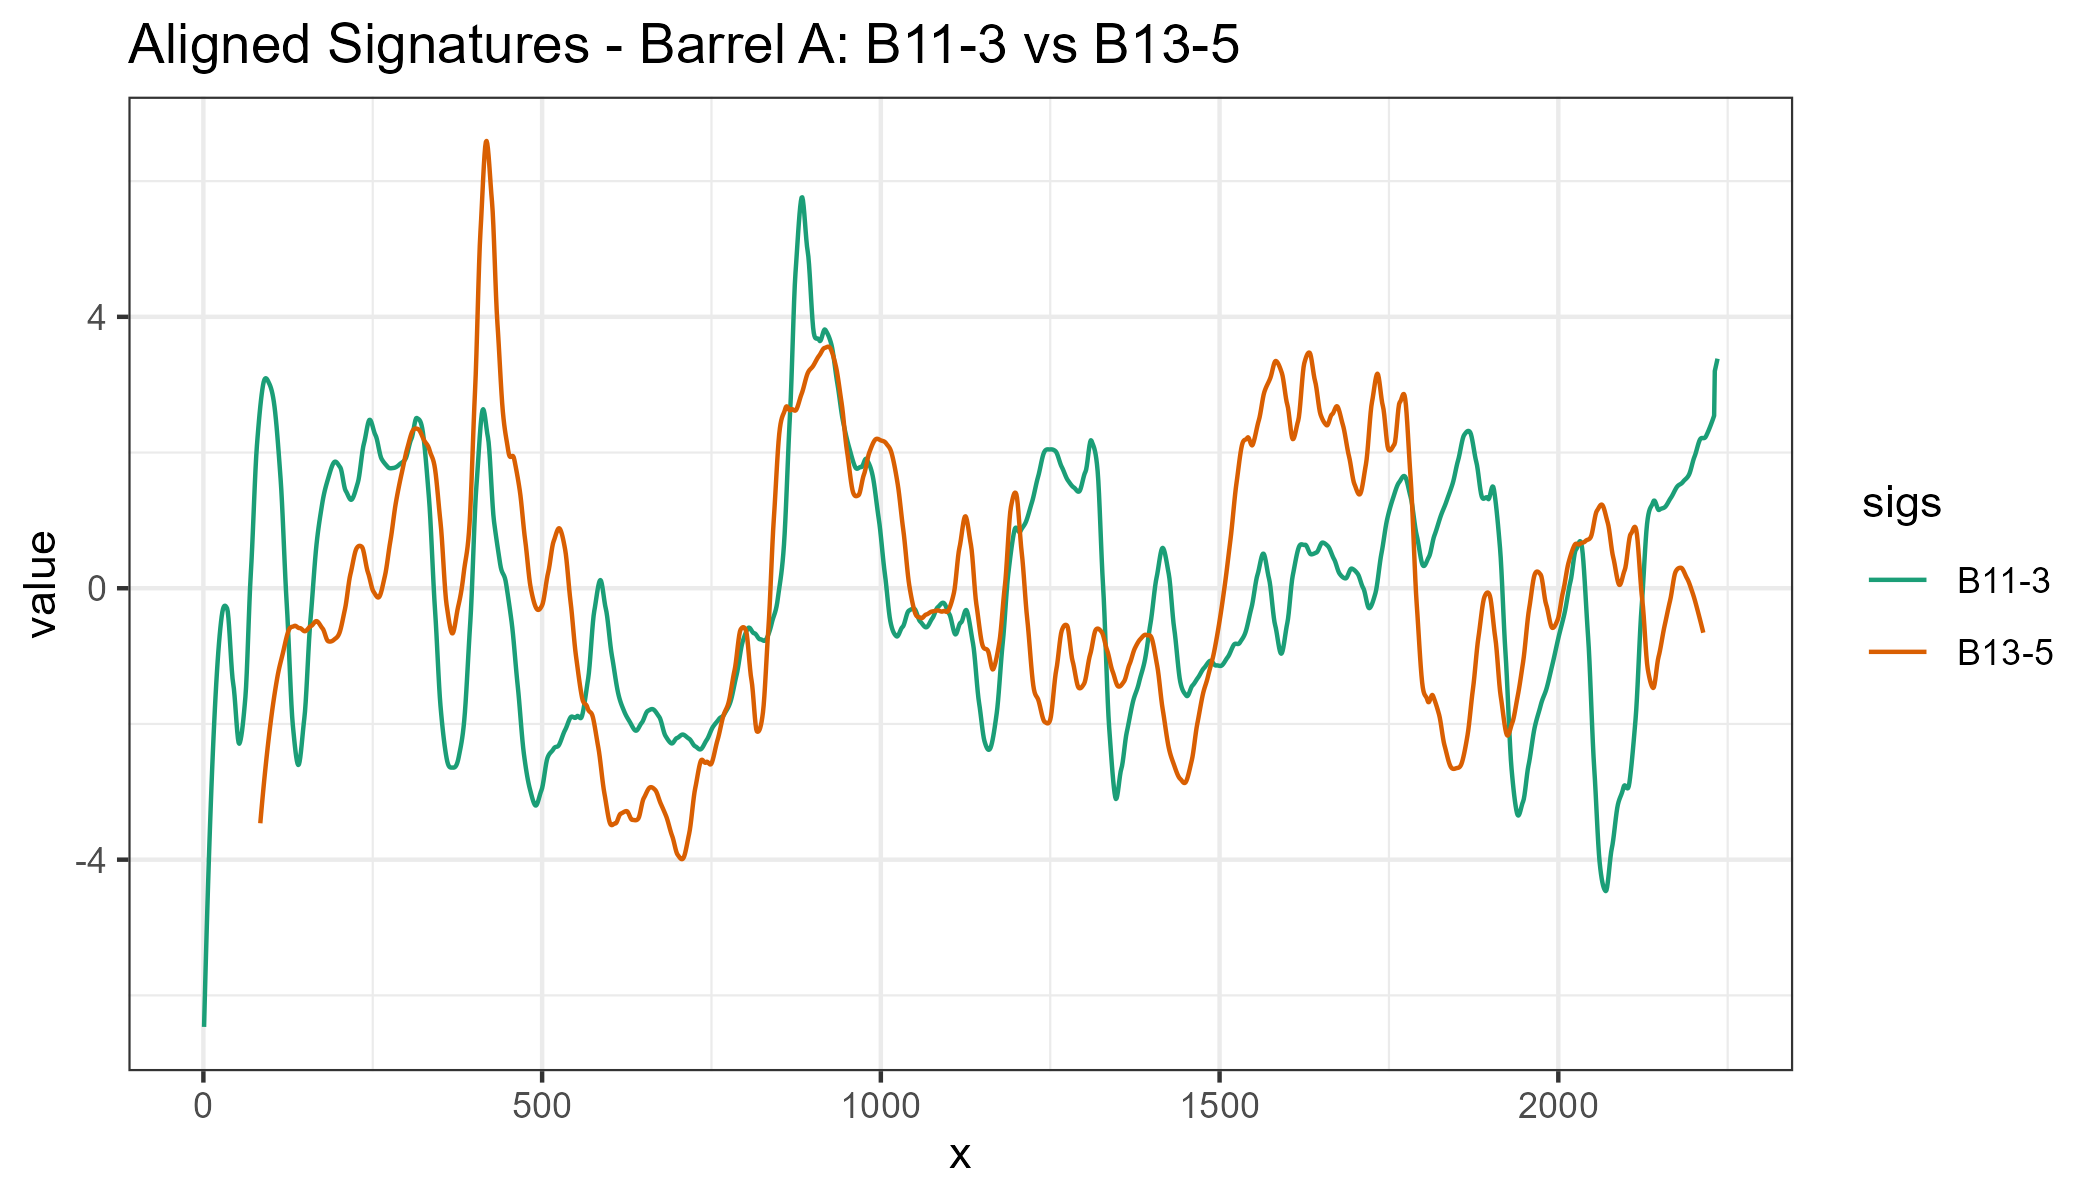 Aligned Signatures - Barrel A: B11-3 vs B13-5
value
4
0
-4
0
500
1000
1500
2000
x
sigs
B11-3
B13-5